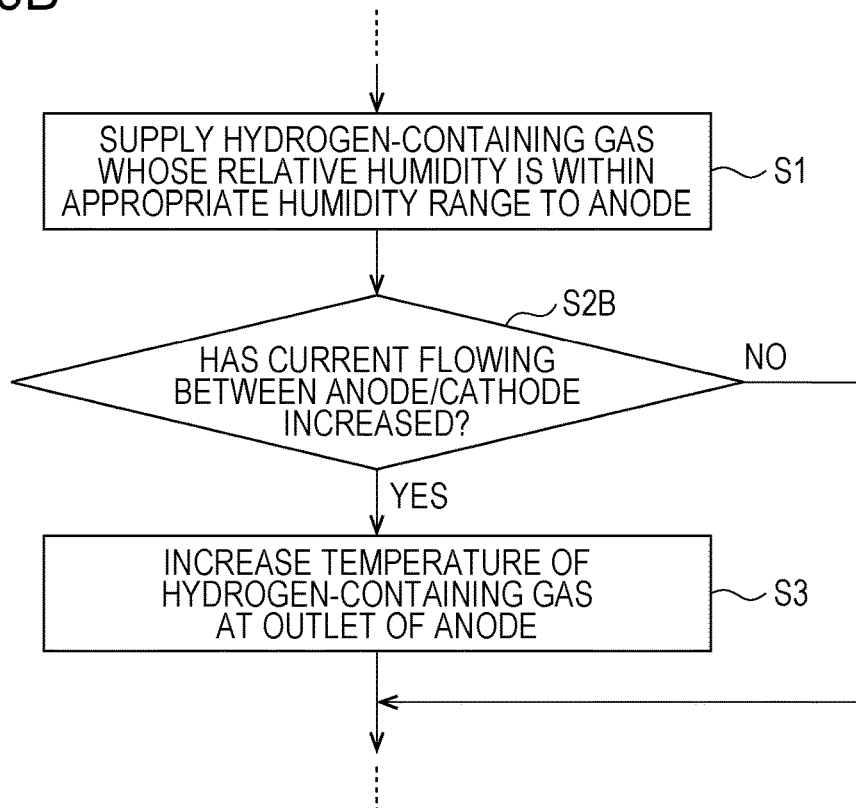 SUPPLY HYDROGEN-CONTAINING GAS
WHOSE RELATIVE HUMIDITY IS WITHIN
APPROPRIATE HUMIDITY RANGE TO ANODE
S1
S2B
HAS CURRENT FLOWING
BETWEEN ANODE/CATHODE
INCREASED?
NO
YES
INCREASE TEMPERATURE OF
HYDROGEN-CONTAINING GAS
AT OUTLET OF ANODE
S3